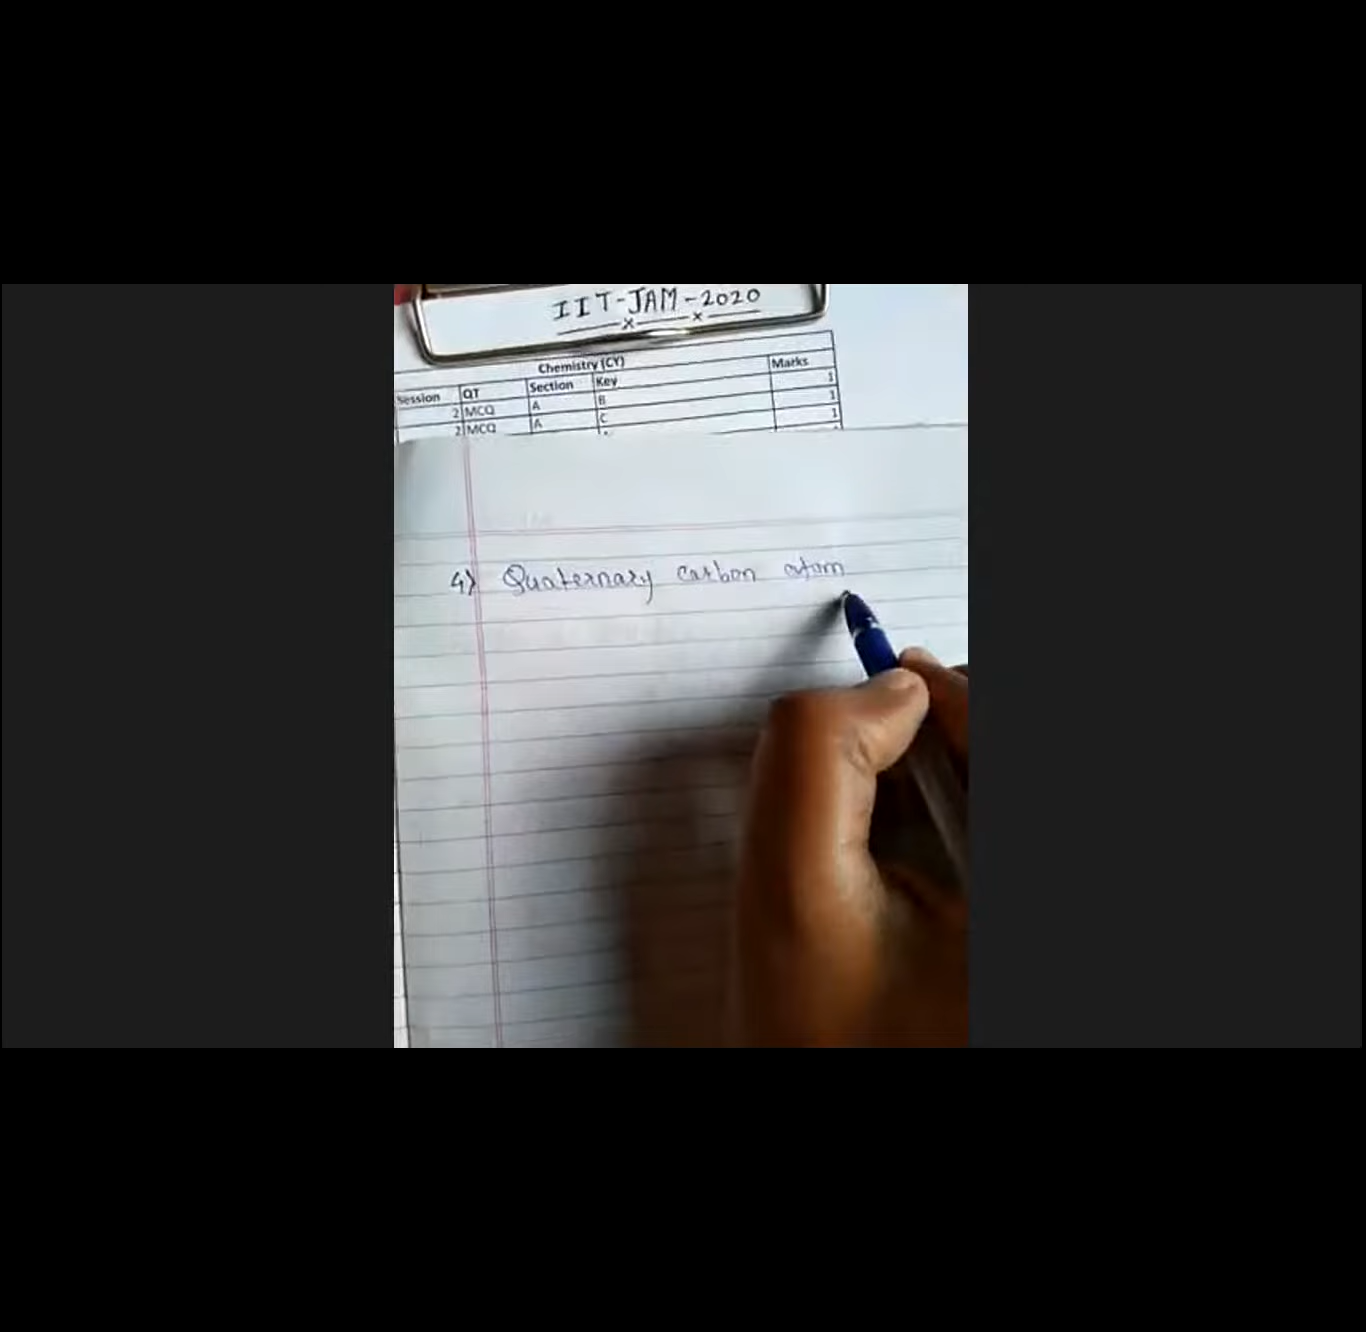 IIT-JAM-2020
x x
Chemistry (CY)
Session QT Section Key Marks
2 MCQ A B 1
2 MCQ A C 1
1
4) Quaternary carbon atom